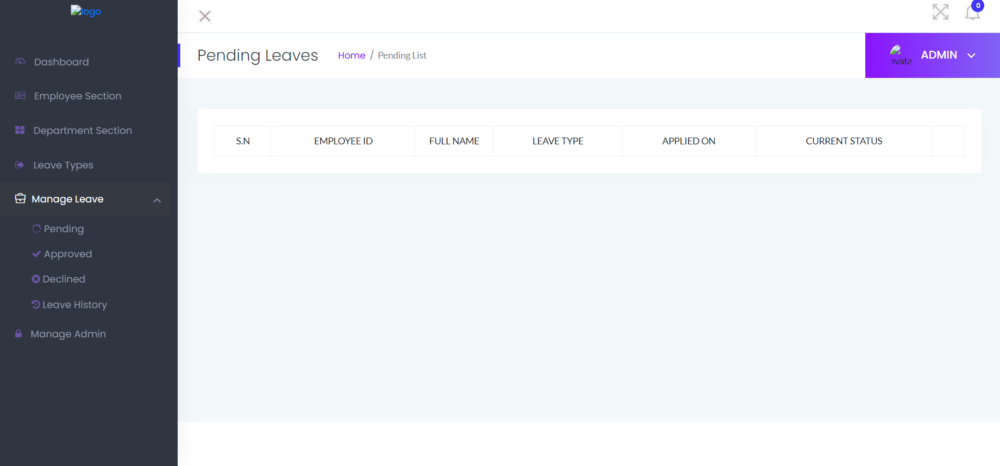 logo
0
Dashboard
Employee Section
Department Section
Leave Types
Manage Leave
Pending
Approved
Declined
Leave History
Manage Admin
Pending Leaves
Home / Pending List
avata
ADMIN
S.N EMPLOYEE ID FULL NAME LEAVE TYPE APPLIED ON CURRENT STATUS